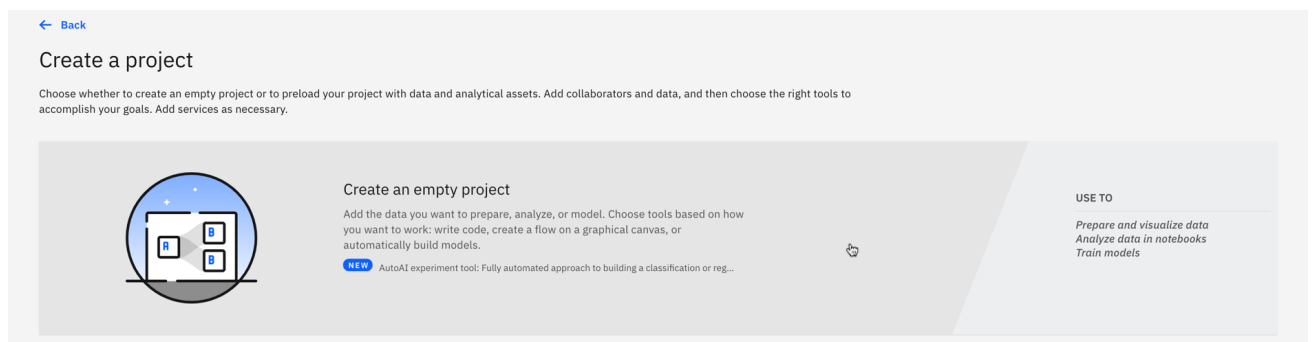 ← Back
Create a project
Choose whether to create an empty project or to preload your project with data and analytical assets. Add collaborators and data, and then choose the right tools to
accomplish your goals. Add services as necessary.
Create an empty project
Add the data you want to prepare, analyze, or model. Choose tools based on how
you want to work: write code, create a flow on a graphical canvas, or
automatically build models.
NEW AutoAI experiment tool: Fully automated approach to building a classification or reg...
A
B
B
USE TO
Prepare and visualize data
Analyze data in notebooks
Train models